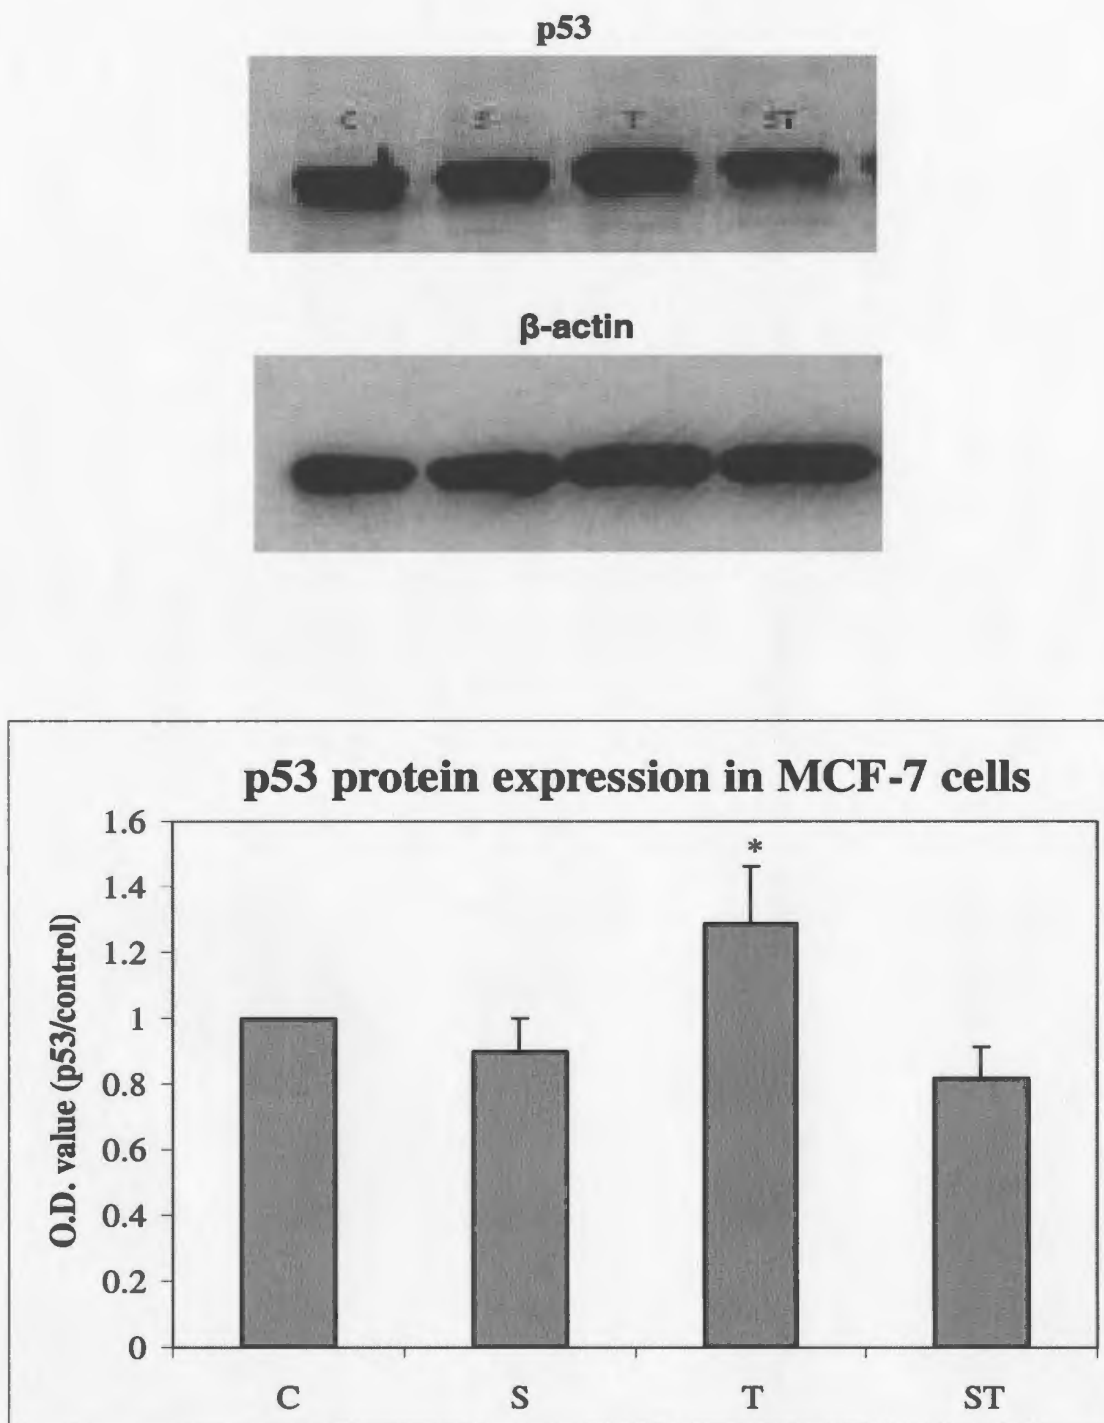 p53
C S T ST
β-actin
p53 protein expression in MCF-7 cells
O.D. value (p53/control)
1.6
*
1.4
1.2
1
0.8
0.6
0.4
0.2
0
C S T ST